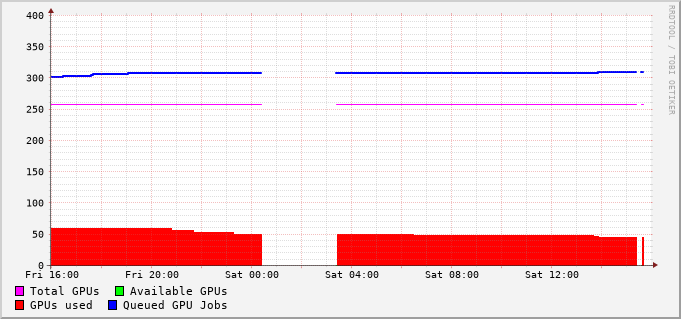 400
350
300
250
200
150
100
50
0
Fri 16:00 Fri 20:00 Sat 00:00 Sat 04:00 Sat 08:00 Sat 12:00
Total GPUs Available GPUs
GPUs used Queued GPU Jobs
RRDTOOL / TOBI OETIKER